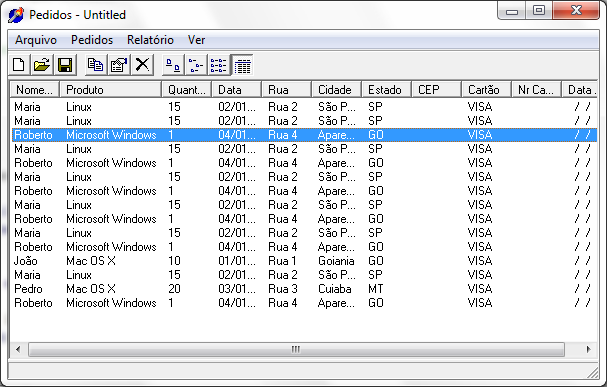 Pedidos - Untitled
Arquivo Pedidos Relatório Ver
Nome... Produto Quant... Data Rua Cidade Estado CEP Cartão Nr Ca... Data .
Maria Linux 15 02/01... Rua 2 São P... SP VISA / /
Maria Linux 15 02/01... Rua 2 São P... SP VISA / /
Roberto Microsoft Windows 1 04/01... Rua 4 Apare... GO VISA / /
Maria Linux 15 02/01... Rua 2 São P... SP VISA / /
Roberto Microsoft Windows 1 04/01... Rua 4 Apare... GO VISA / /
Maria Linux 15 02/01... Rua 2 São P... SP VISA / /
Roberto Microsoft Windows 1 04/01... Rua 4 Apare... GO VISA / /
Maria Linux 15 02/01... Rua 2 São P... SP VISA / /
Roberto Microsoft Windows 1 04/01... Rua 4 Apare... GO VISA / /
Maria Linux 15 02/01... Rua 2 São P... SP VISA / /
Roberto Microsoft Windows 1 04/01... Rua 4 Apare... GO VISA / /
João Mac OS X 10 01/01... Rua 1 Goiania GO VISA / /
Maria Linux 15 02/01... Rua 2 São P... SP VISA / /
Pedro Mac OS X 20 03/01... Rua 3 Cuiaba MT VISA / /
Roberto Microsoft Windows 1 04/01... Rua 4 Apare... GO VISA / /